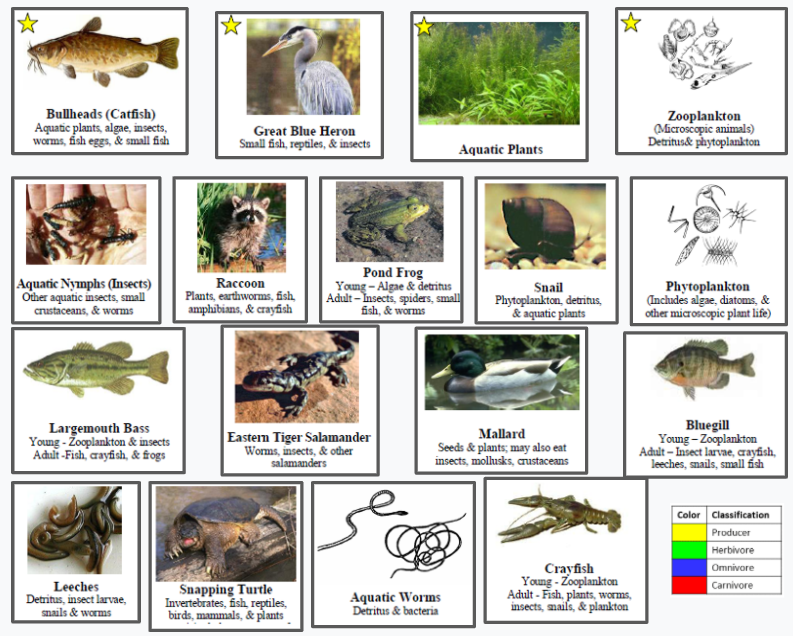 Bullheads (Catfish)
Aquatic plants, algae, insects,
worms, fish eggs, & small fish
Great Blue Heron
Small fish, reptiles, & insects
Aquatic Plants
Zooplankton
(Microscopic animals)
Detritus& phytoplankton
Aquatic Nymphs (Insects)
Other aquatic insects, small
crustaceans, & worms
Raccoon
Plants, earthworms, fish,
amphibians, & crayfish
Pond Frog
Young – Algae & detritus
Adult – Insects, spiders, small
fish, & worms
Snail
Phytoplankton, detritus,
& aquatic plants
Phytoplankton
(Includes algae, diatoms, &
other microscopic plant life)
Largemouth Bass
Young - Zooplankton & insects
Adult -Fish, crayfish, & frogs
Eastern Tiger Salamander
Worms, insects, & other
salamanders
Mallard
Seeds & plants; may also eat
insects, mollusks, crustaceans
Bluegill
Young – Zooplankton
Adult – Insect larvae, crayfish,
leeches, snails, small fish
Leeches
Detritus, insect larvae,
snails & worms
Snapping Turtle
Invertebrates, fish, reptiles,
birds, mammals, & plants
Aquatic Worms
Detritus & bacteria
Crayfish
Young - Zooplankton
Adult - Fish, plants, worms,
insects, snails, & plankton
Color Classification
Producer
Herbivore
Omnivore
Carnivore